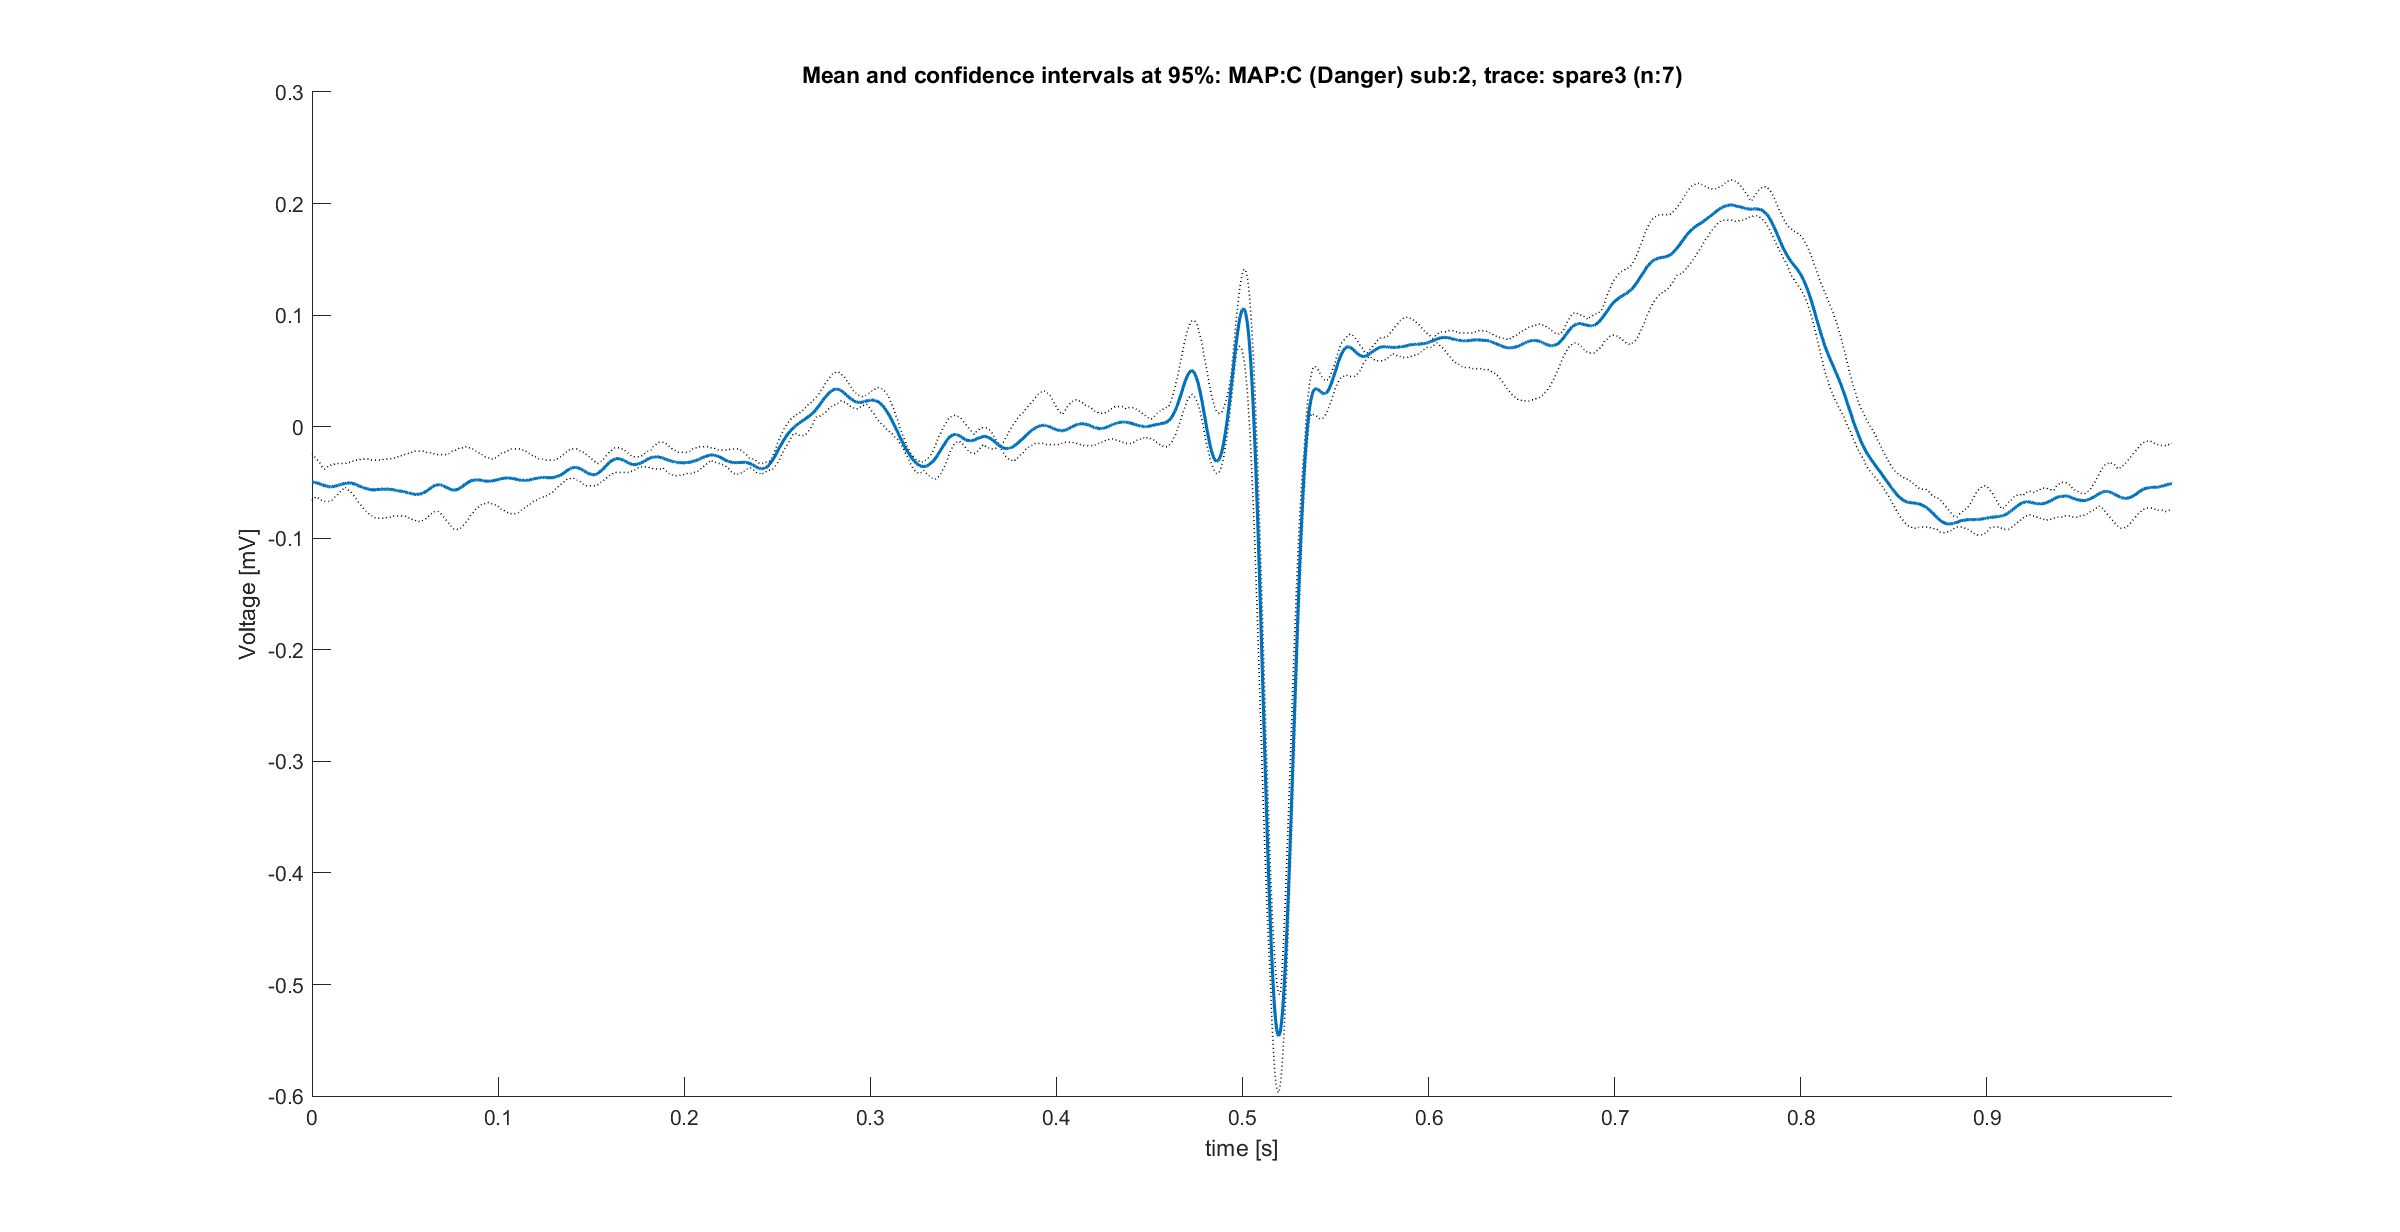 Mean and confidence intervals at 95%: MAP:C (Danger) sub:2, trace: spare3 (n:7)
0.3
0.2
0.1
0
-0.1
-0.2
-0.3
-0.4
-0.5
-0.6
Voltage [mV]
0 0.1 0.2 0.3 0.4 0.5 0.6 0.7 0.8 0.9
time [s]